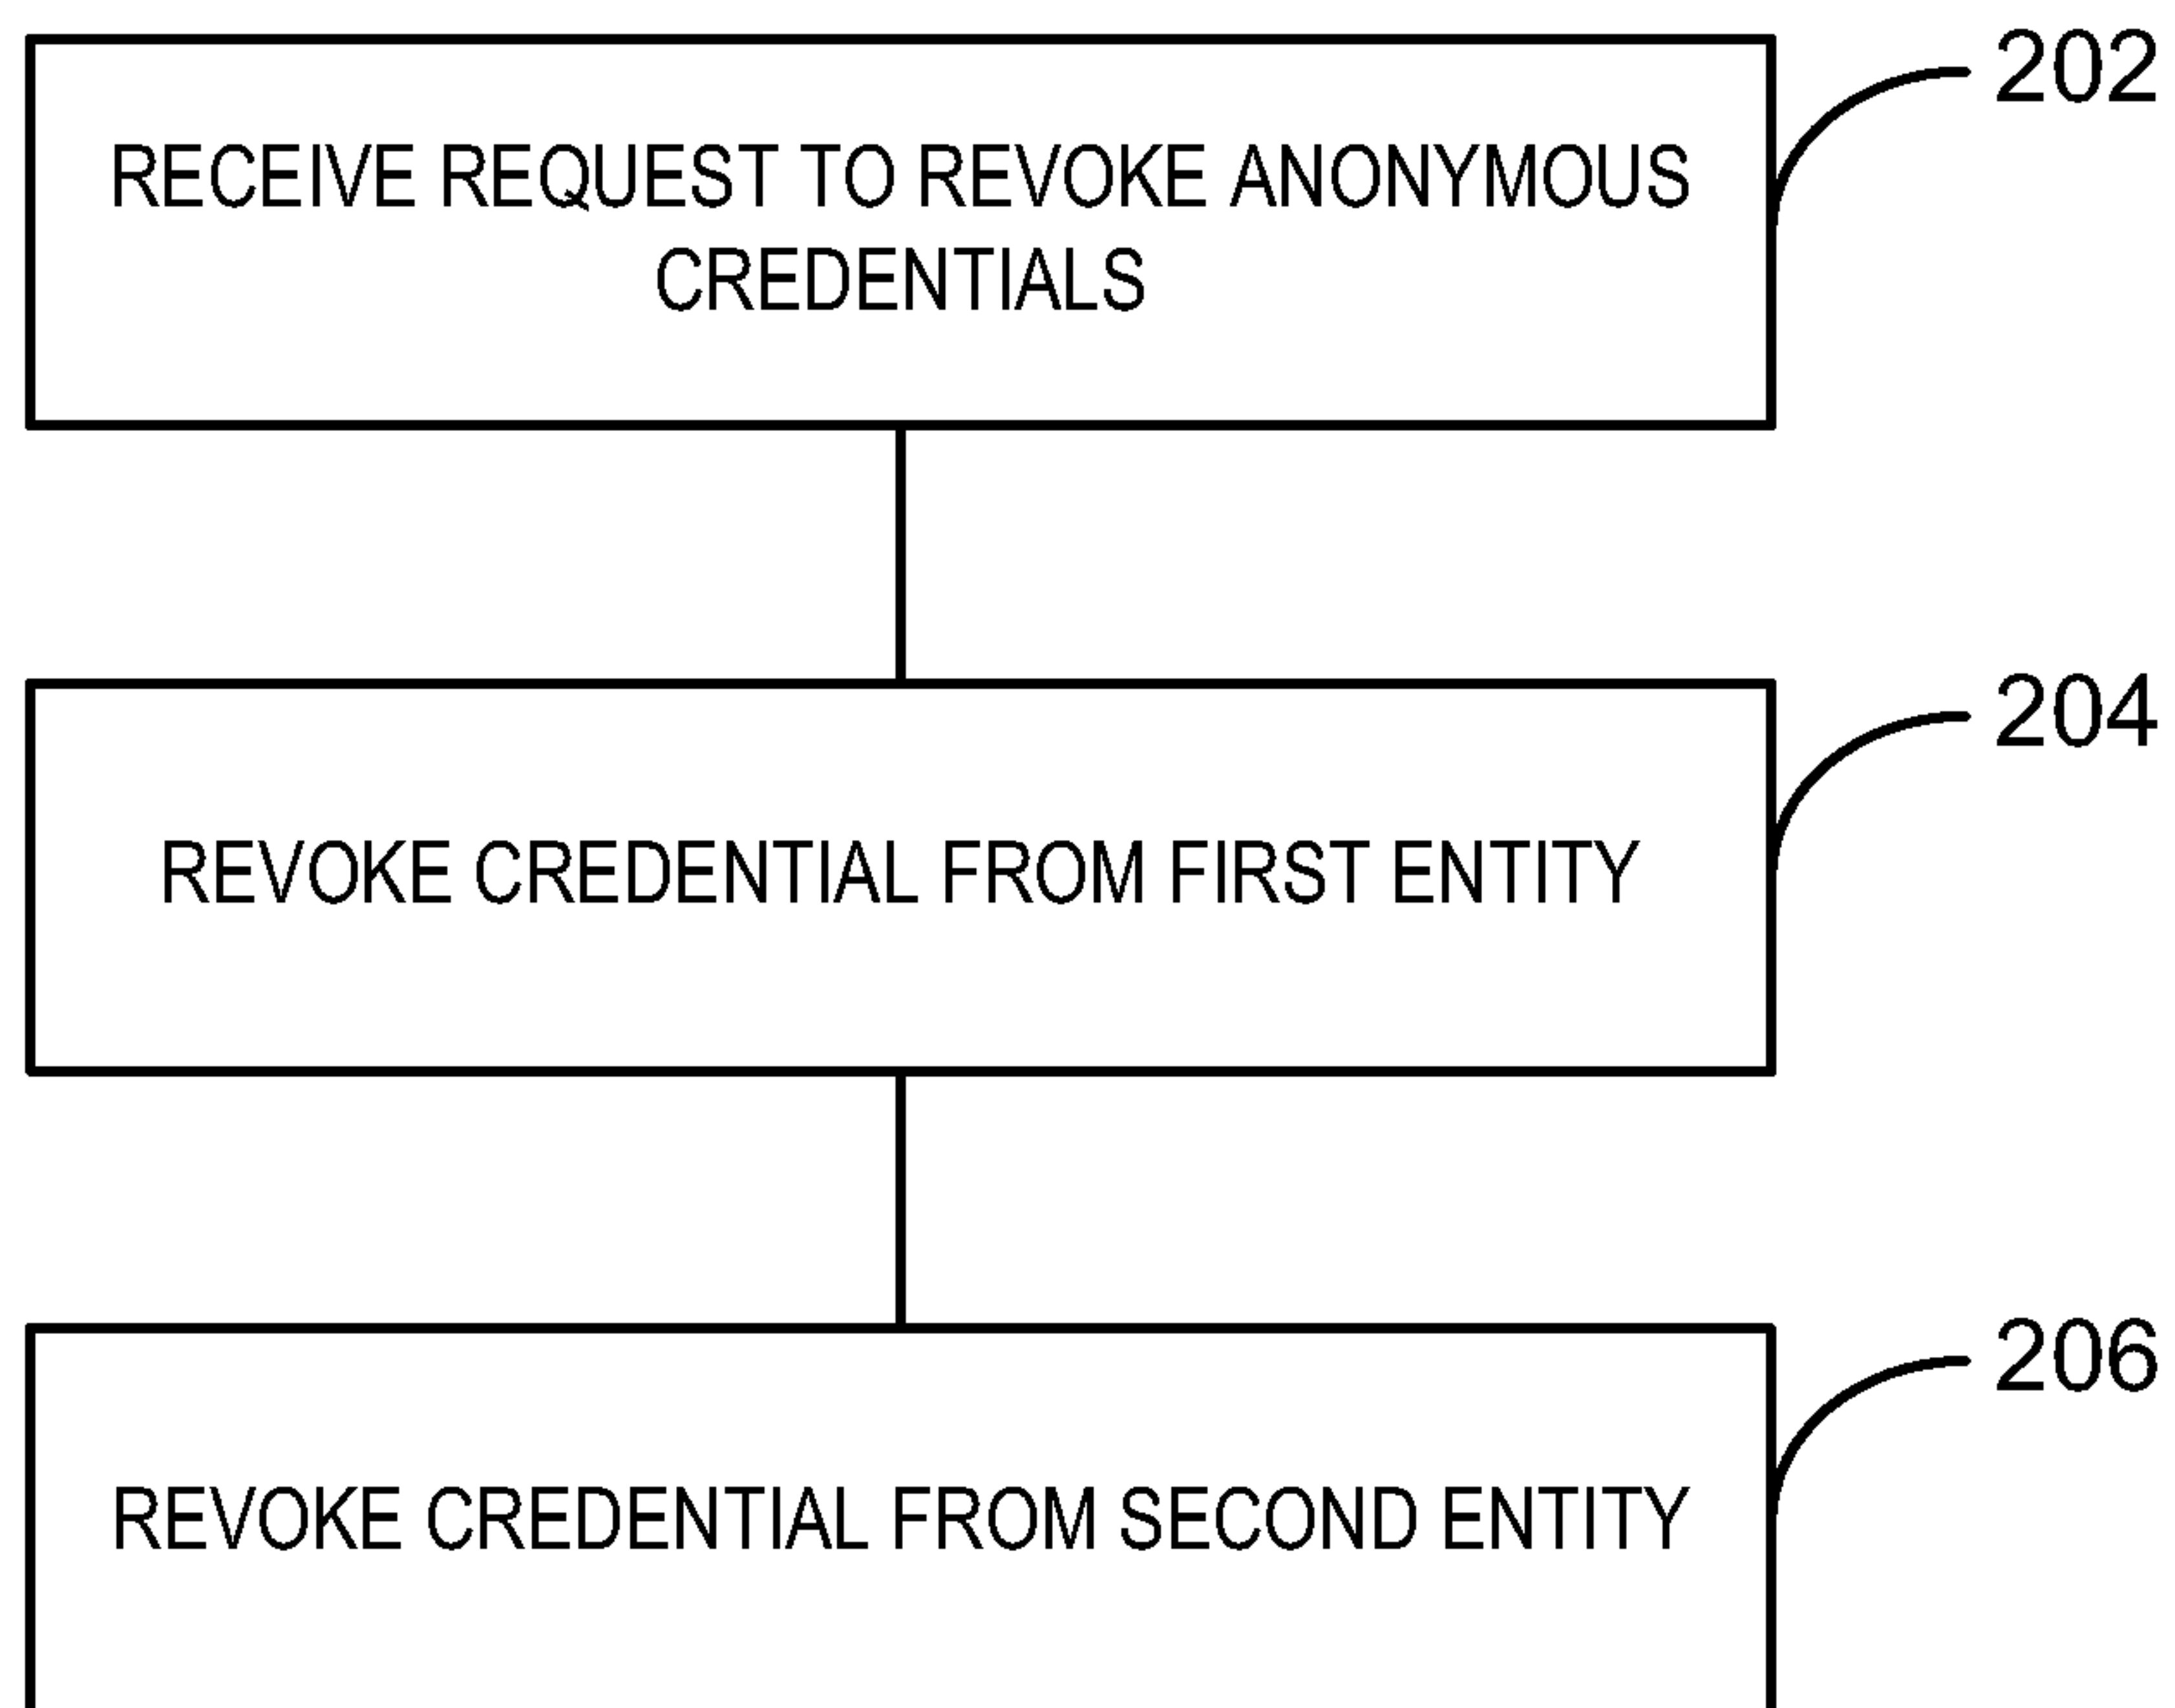 202
RECEIVE REQUEST TO REVOKE ANONYMOUS
CREDENTIALS
204
REVOKE CREDENTIAL FROM FIRST ENTITY
206
REVOKE CREDENTIAL FROM SECOND ENTITY